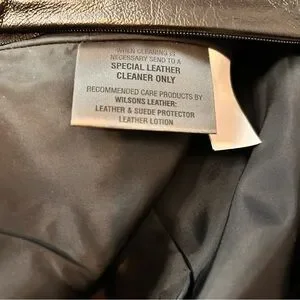 WHEN CLEANING IS
NECESSARY SEND TO A
SPECIAL LEATHER
CLEANER ONLY
RECOMMENDED CARE PRODUCTS BY
WILSONS LEATHER:
LEATHER & SUEDE PROTECTOR
LEATHER LOTION